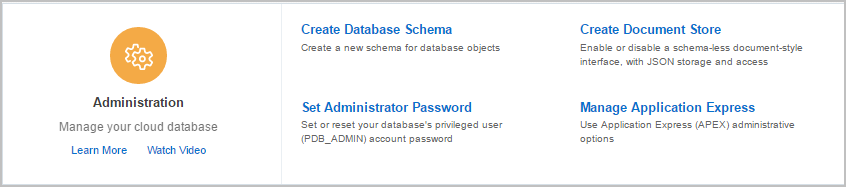 Administration
Manage your cloud database
Learn More
Watch Video
Create Database Schema
Create a new schema for database objects
Create Document Store
Enable or disable a schema-less document-style
interface, with JSON storage and access
Set Administrator Password
Set or reset your database's privileged user
(PDB_ADMIN) account password
Manage Application Express
Use Application Express (APEX) administrative
options